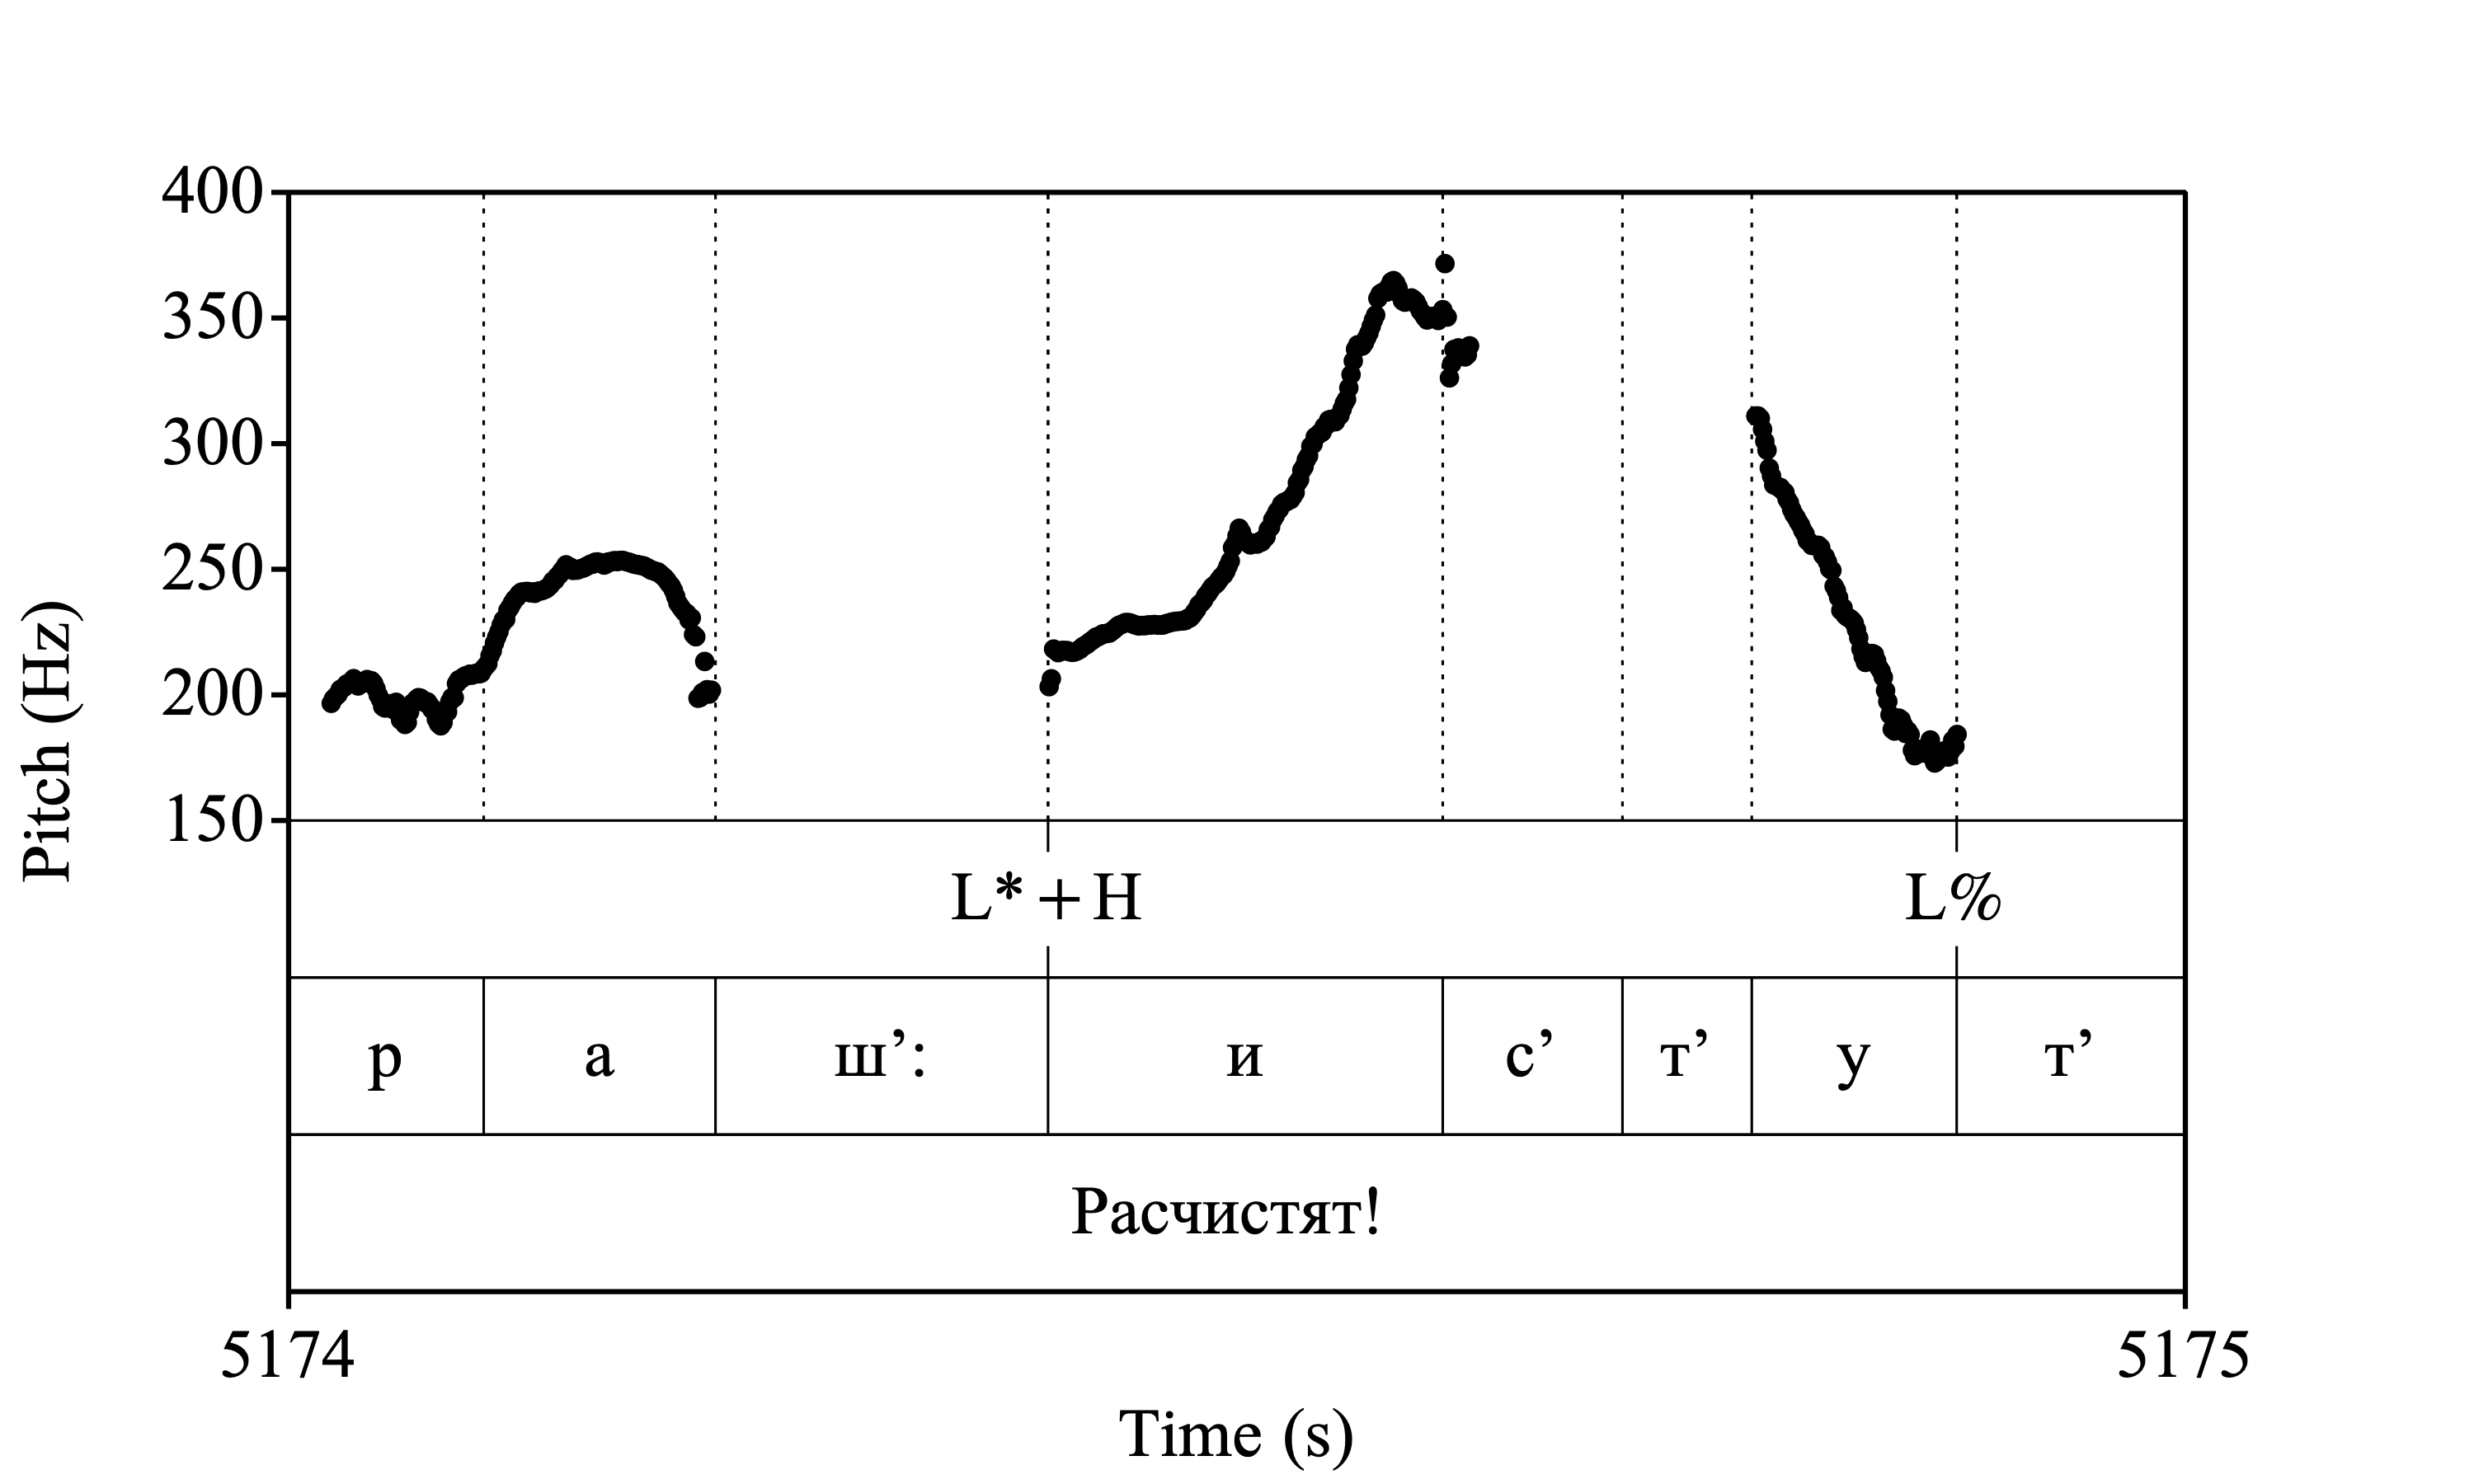 400
350
300
250
200
150
Pitch (Hz)
L*+H L%
р а ш’: и с’ т’ у т’
Расчистят!
5174 5175
Time (s)